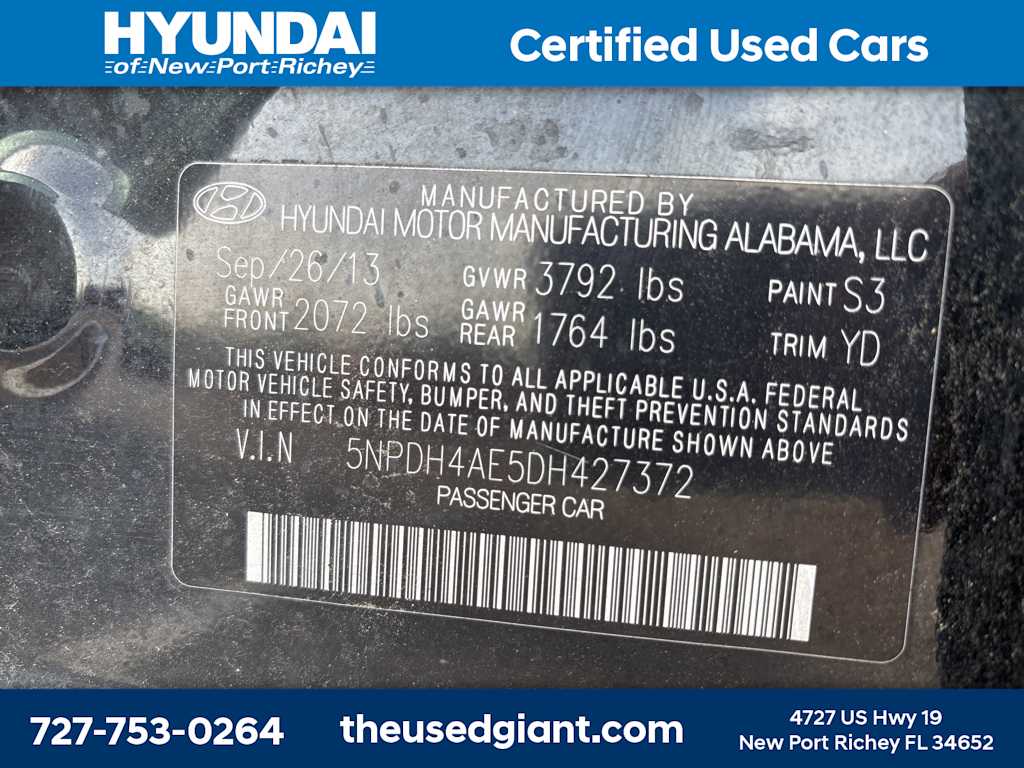 HYUNDAI
of New Port Richey
Certified Used Cars
MANUFACTURED BY
HYUNDAI MOTOR MANUFACTURING ALABAMA, LLC
Sep/26/13 GVWR 3792 lbs PAINT S3
GAWR FRONT 2072 lbs GAWR REAR 1764 lbs TRIM YD
THIS VEHICLE CONFORMS TO ALL APPLICABLE U.S.A. FEDERAL
MOTOR VEHICLE SAFETY, BUMPER, AND THEFT PREVENTION STANDARDS
IN EFFECT ON THE DATE OF MANUFACTURE SHOWN ABOVE
V.I.N 5NPDH4AE5DH427372
PASSENGER CAR
727-753-0264
theusedgiant.com
4727 US Hwy 19
New Port Richey FL 34652